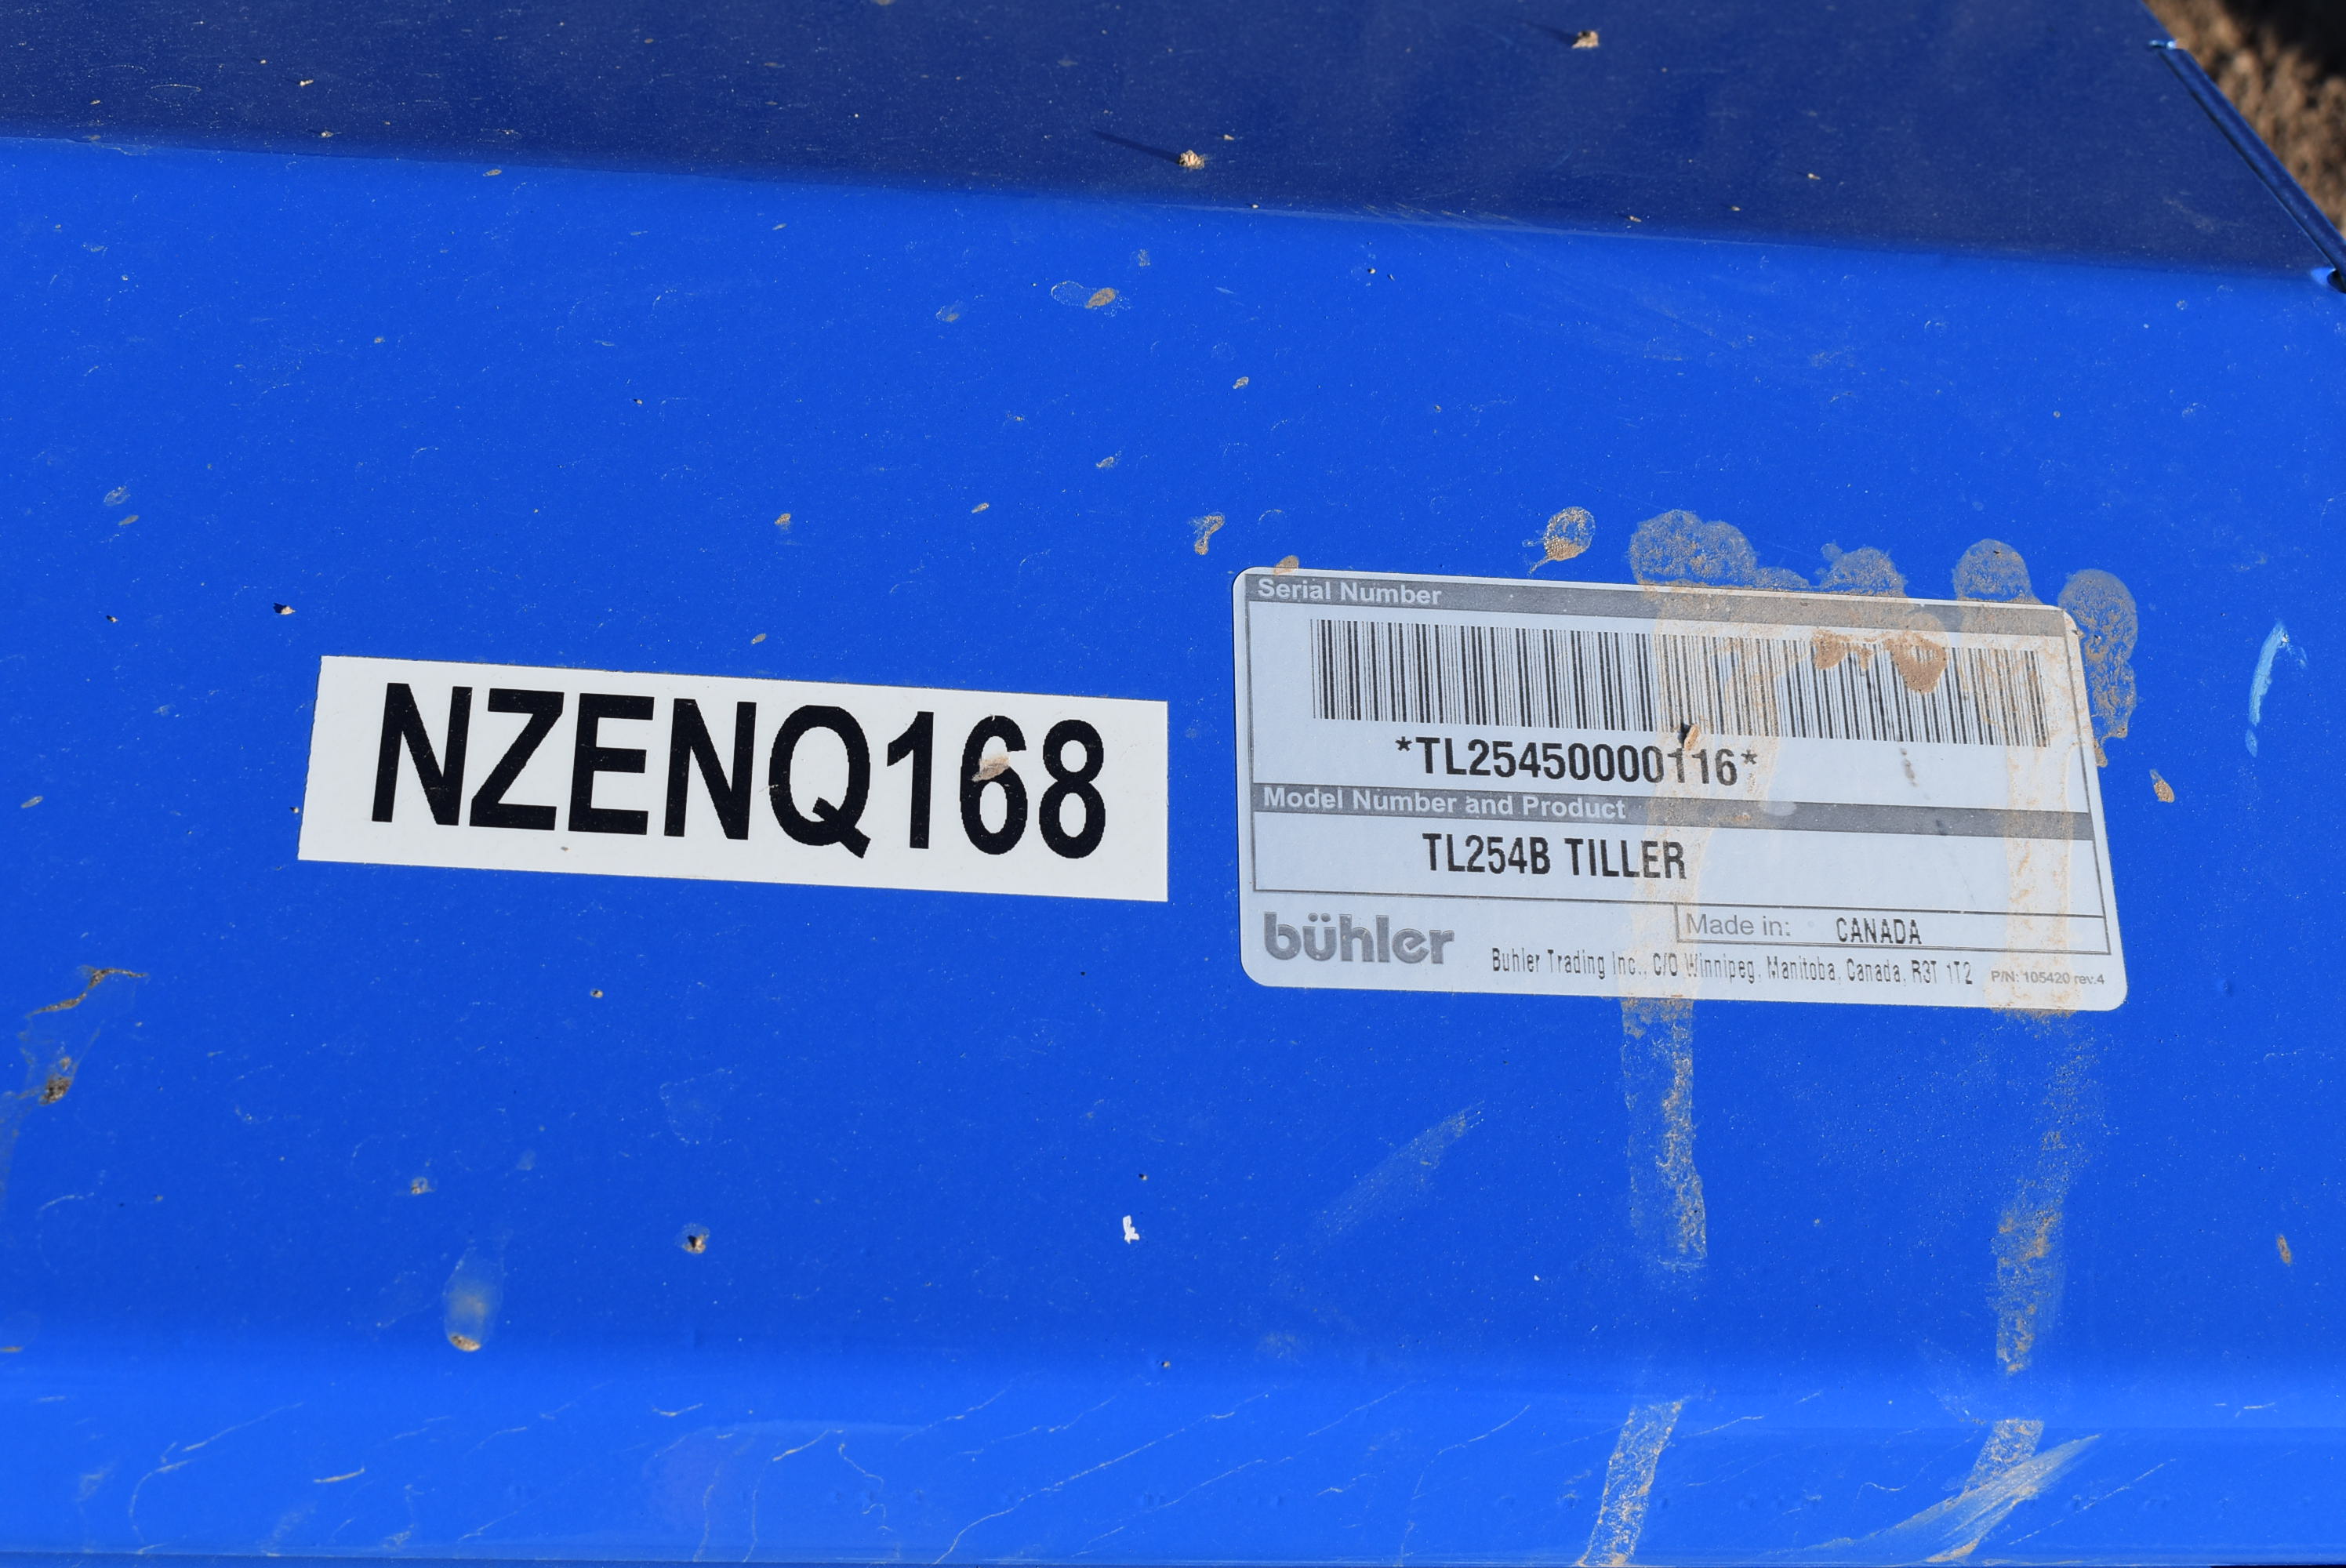 NZENQ168
Serial Number
*TL25450000116*
Model Number and Product
TL254B TILLER
Made in: CANADA
bühler
Buhler Trading Inc., C/O Winnipeg, Manitoba, Canada, R3T 1T2
P/N: 105420 rev.4